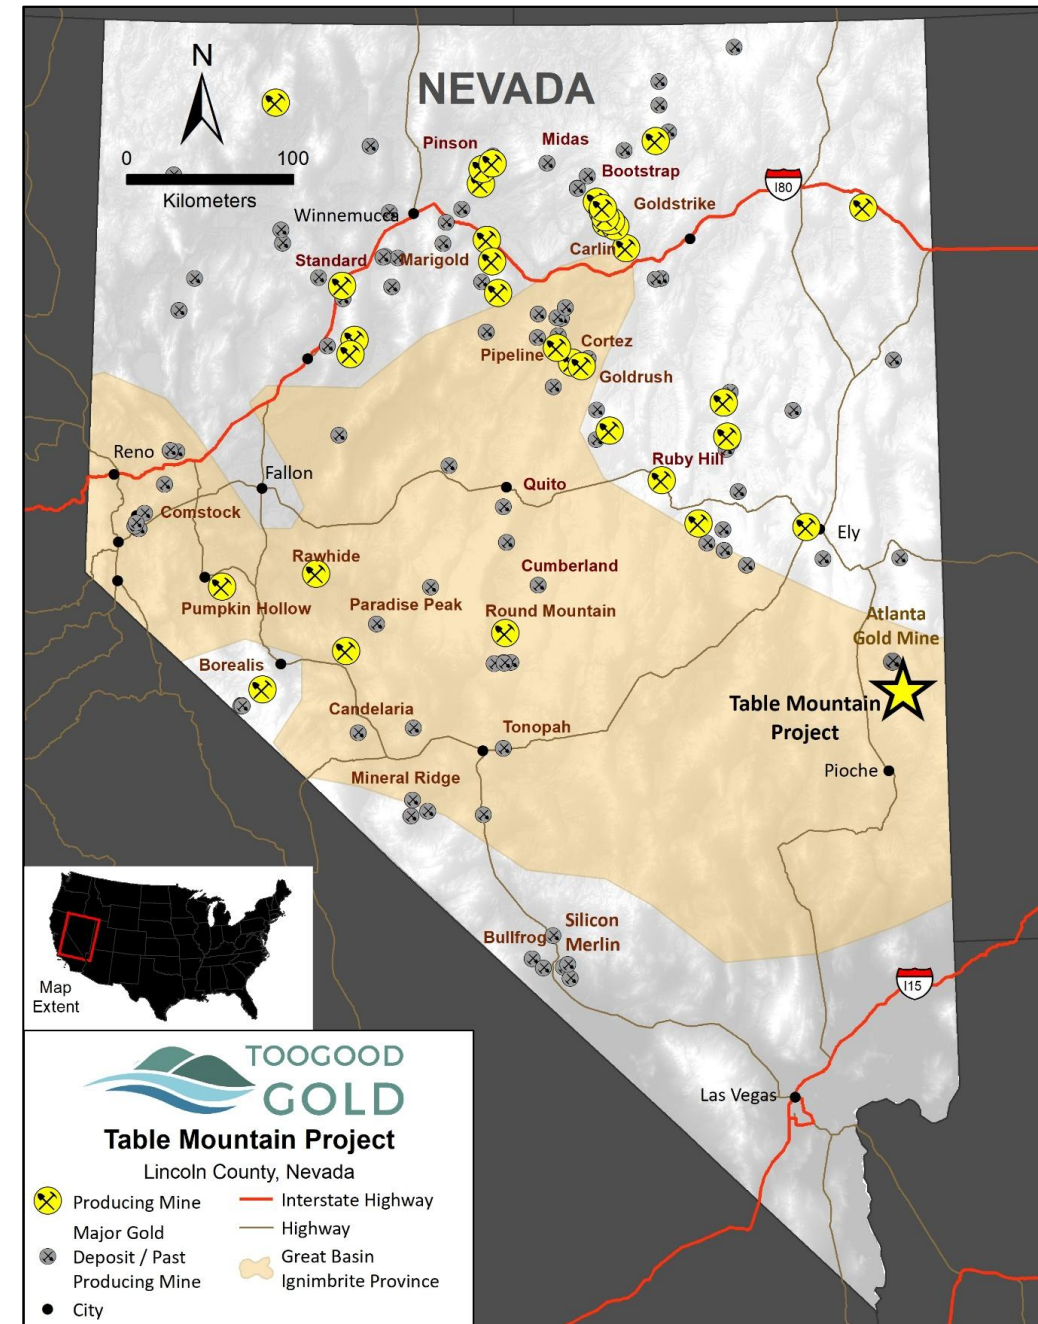 N
NEVADA
0 100
Kilometers
Pinson
Midas
Bootstrap
I80
Goldstrike
Winnemucca
Carlin
Standard
Marigold
Cortez
Pipeline
Goldrush
Reno
Ruby Hill
Fallon
Quito
Comstock
Ely
Rawhide
Cumberland
Pumpkin Hollow
Paradise Peak
Round Mountain
Atlanta
Gold Mine
Borealis
Table Mountain
Project
Candelaria
Tonopah
Pioche
Mineral Ridge
Silicon
Merlin
Bullfrog
I15
Map
Extent
Las Vegas
TOOGOOD
GOLD
Table Mountain Project
Lincoln County, Nevada
Producing Mine
Major Gold
Deposit / Past
Producing Mine
City
Interstate Highway
Highway
Great Basin
Ignimbrite Province